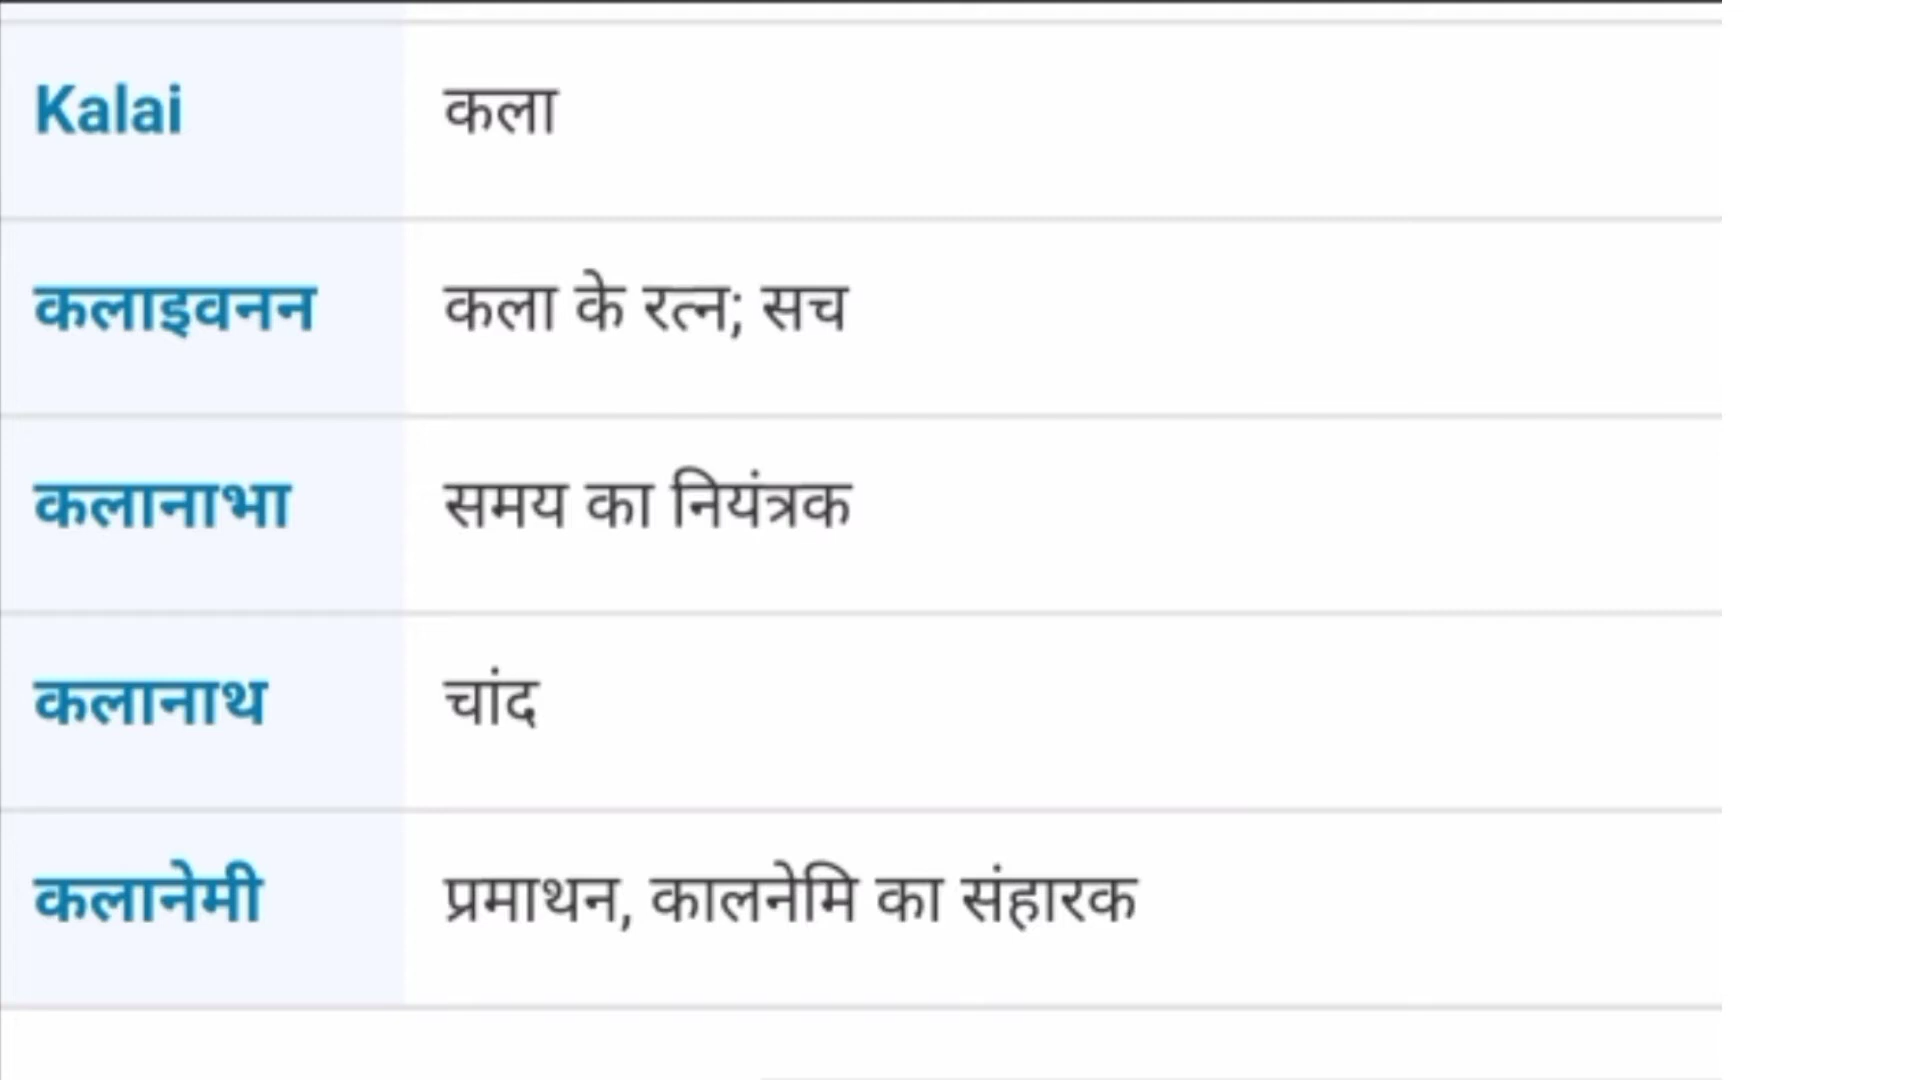 Kalai कला
कलाइवनन कला के रत्न; सच
कलानाभा समय का नियंत्रक
कलानाथ चांद
कलानेमी प्रमाथन, कालनेमि का संहारक